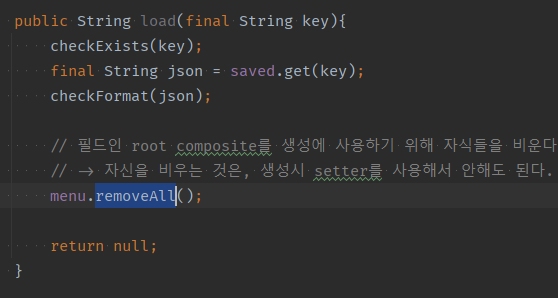 public String load(final String key){
checkExists(key);
final String json = saved.get(key);
checkFormat(json);
// 필드인 root composite를 생성에 사용하기 위해 자식들을 비운다
// → 자신을 비우는 것은, 생성시 setter를 사용해서 안해도 된다.
menu.removeAll();
return null;
}